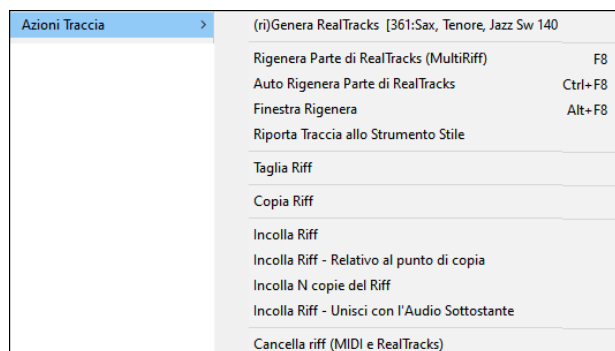 Azioni Traccia >
(ri)Genera RealTracks [361:Sax, Tenore, Jazz Sw 140
Rigenera Parte di RealTracks (MultiRiff) F8
Auto Rigenera Parte di RealTracks Ctrl+F8
Finestra Rigenera Alt+F8
Riporta Traccia allo Strumento Stile
Taglia Riff
Copia Riff
Incolla Riff
Incolla Riff - Relativo al punto di copia
Incolla N copie del Riff
Incolla Riff - Unisci con l'Audio Sottostante
Cancella riff (MIDI e RealTracks)